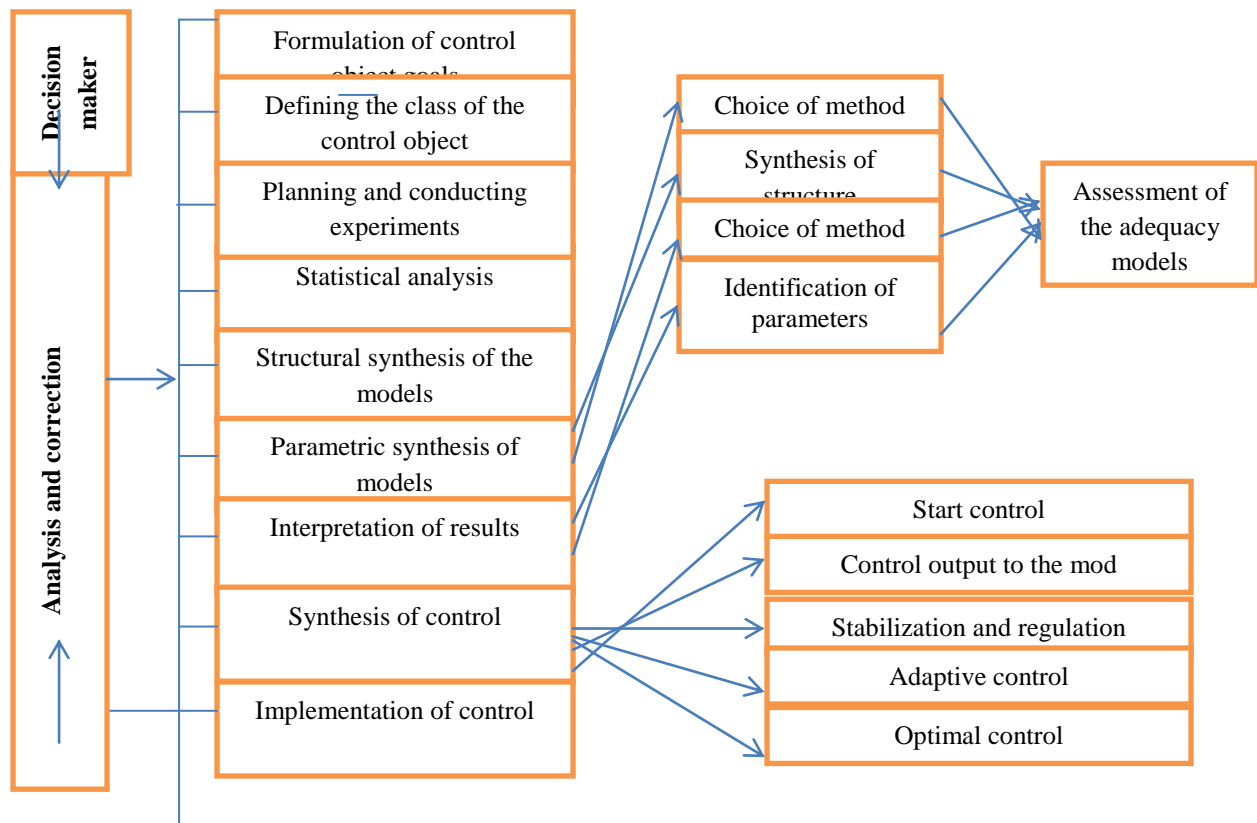 Decision
maker
Analysis and correction
Formulation of control
object goals
Defining the class of the
control object
Planning and conducting
experiments
Statistical analysis
Structural synthesis of the
models
Parametric synthesis of
models
Interpretation of results
Synthesis of control
Implementation of control
Choice of method
Synthesis of
structure
Choice of method
Identification of
parameters
Assessment of
the adequacy
models
Start control
Control output to the mod
Stabilization and regulation
Adaptive control
Optimal control